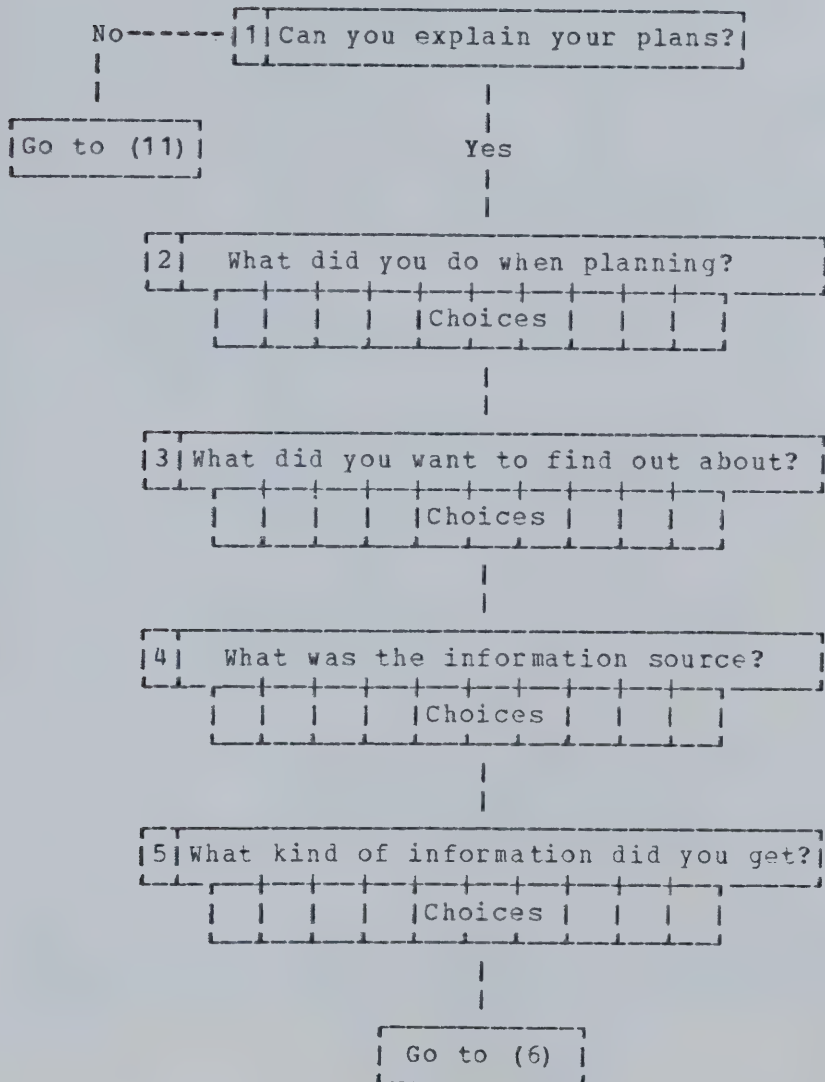 No 1 Can you explain your plans?
Go to (11) Yes
2 What did you do when planning?
Choices
3 What did you want to find out about?
Choices
4 What was the information source?
Choices
5 What kind of information did you get?
Choices
Go to (6)